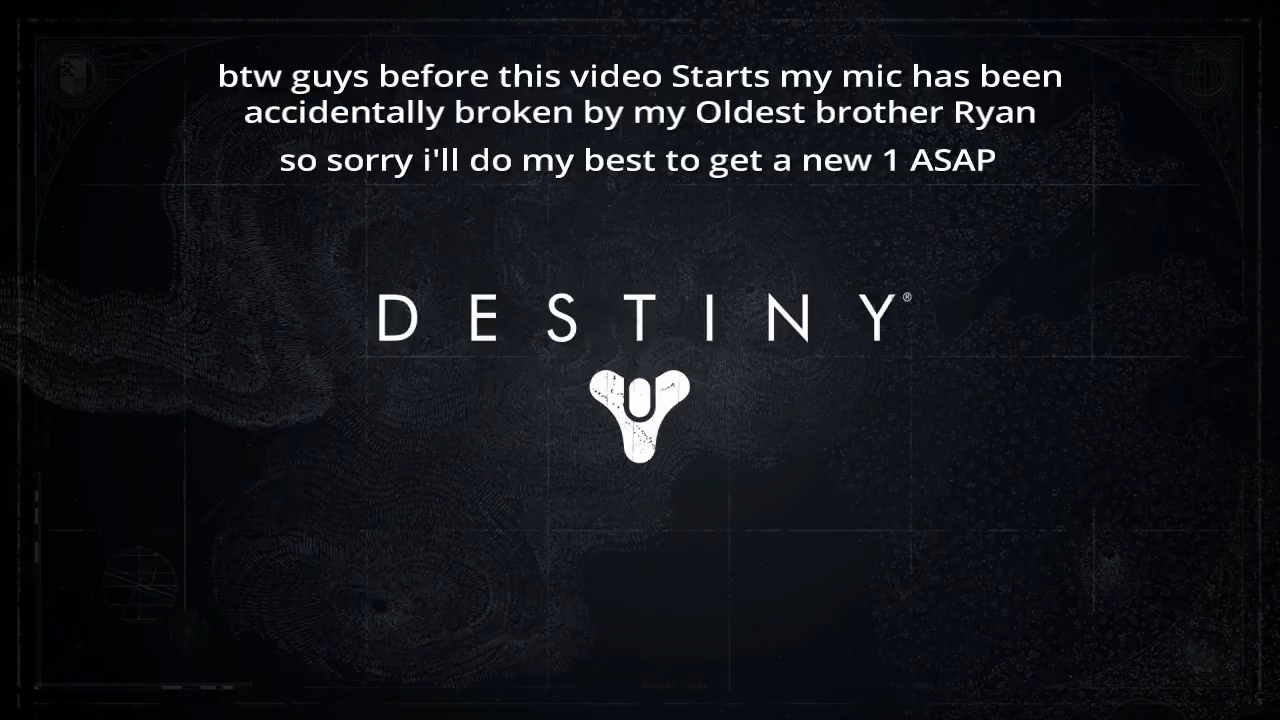 btw guys before this video Starts my mic has been
accidentally broken by my Oldest brother Ryan
so sorry i'll do my best to get a new 1 ASAP
DESTINY®